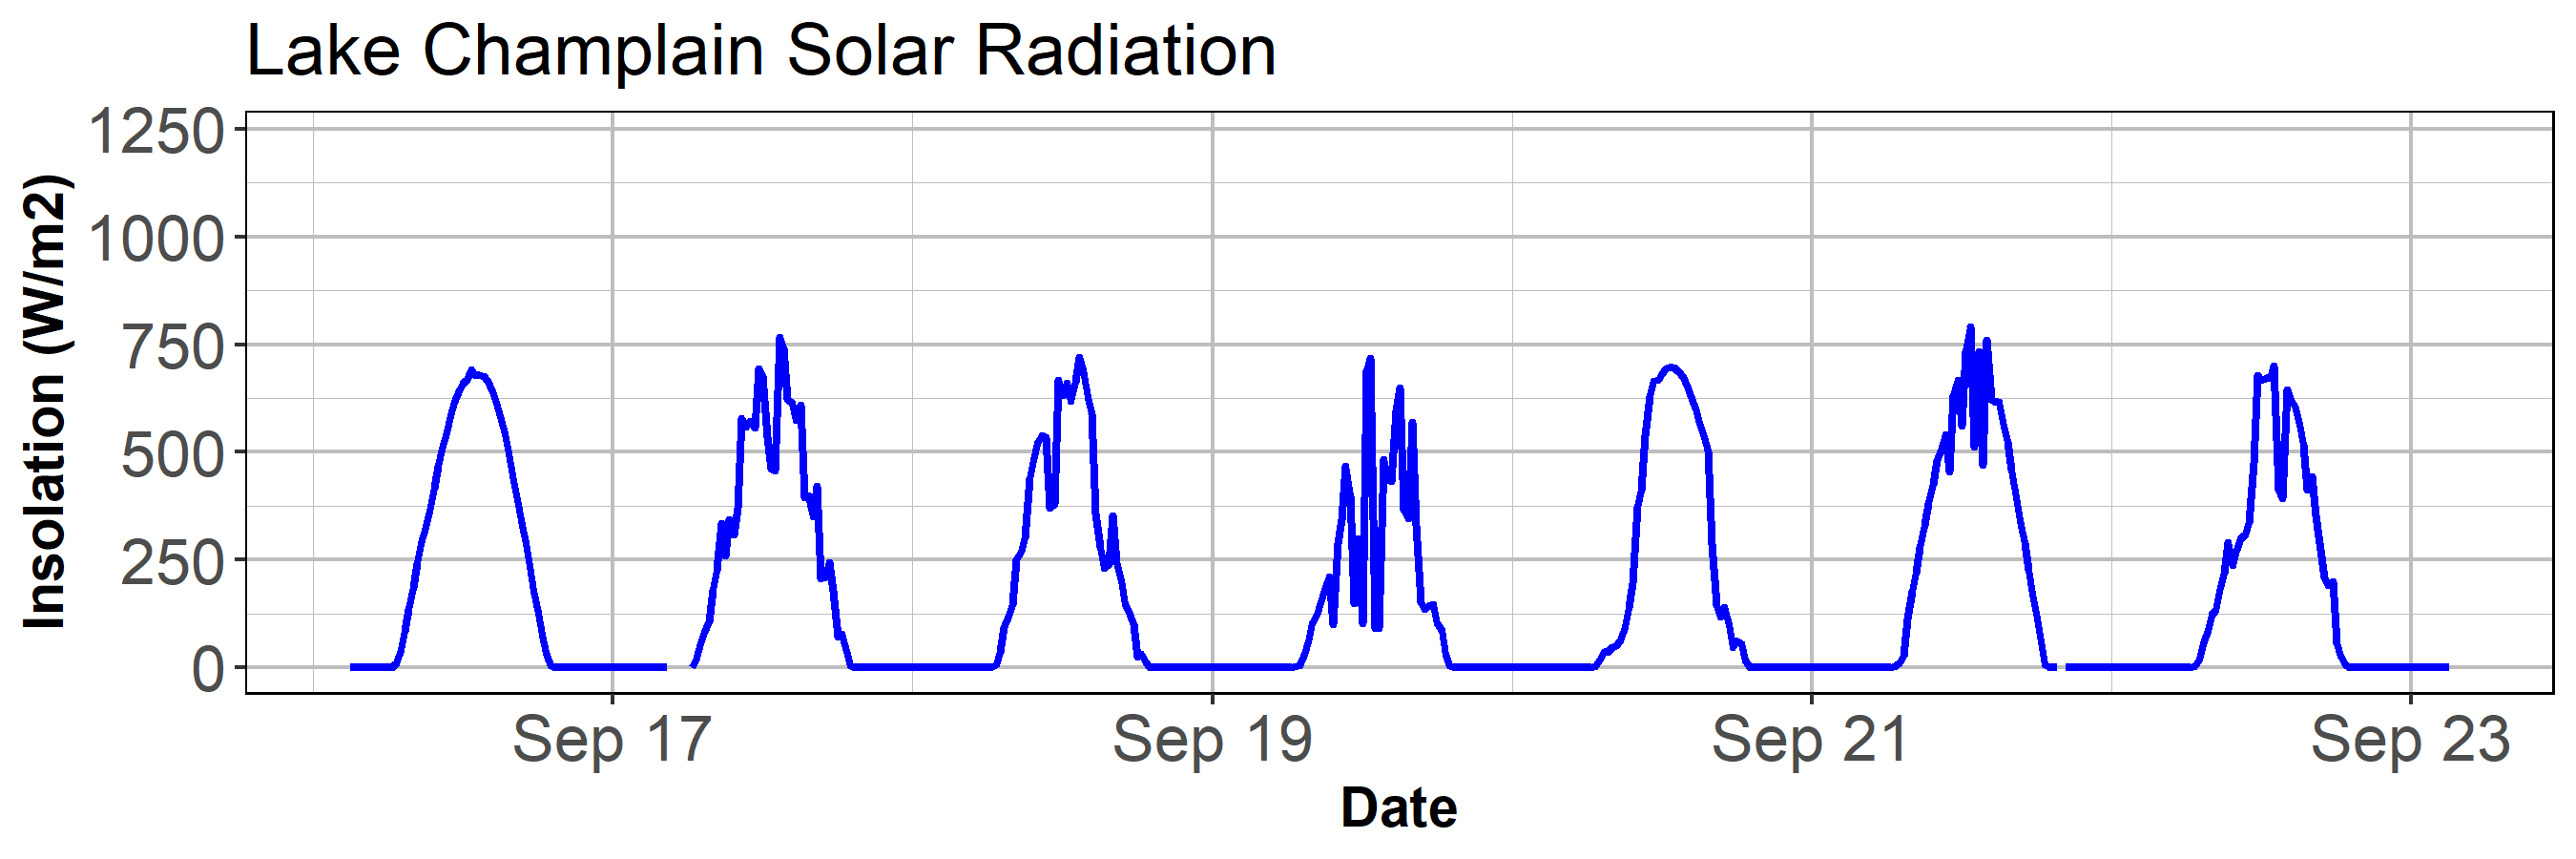 Lake Champlain Solar Radiation
1250
1000
750
500
250
0
Insolation (W/m2)
Sep 17
Sep 19
Sep 21
Sep 23
Date